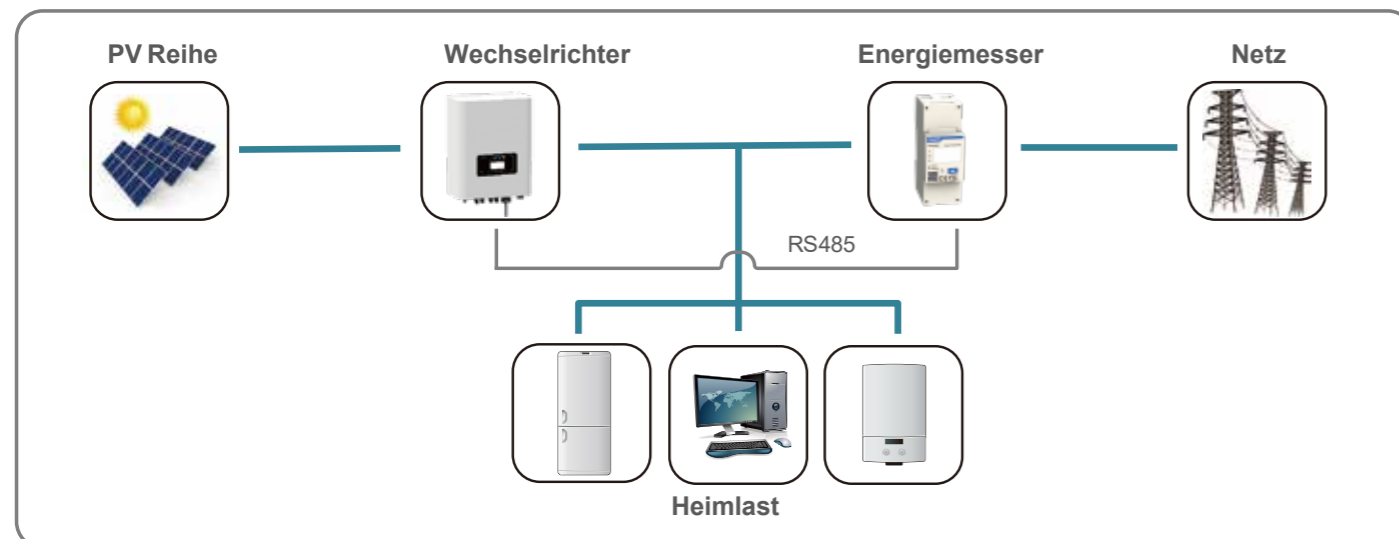 PV Reihe
Wechselrichter
Energiemesser
Netz
RS485
Heimlast